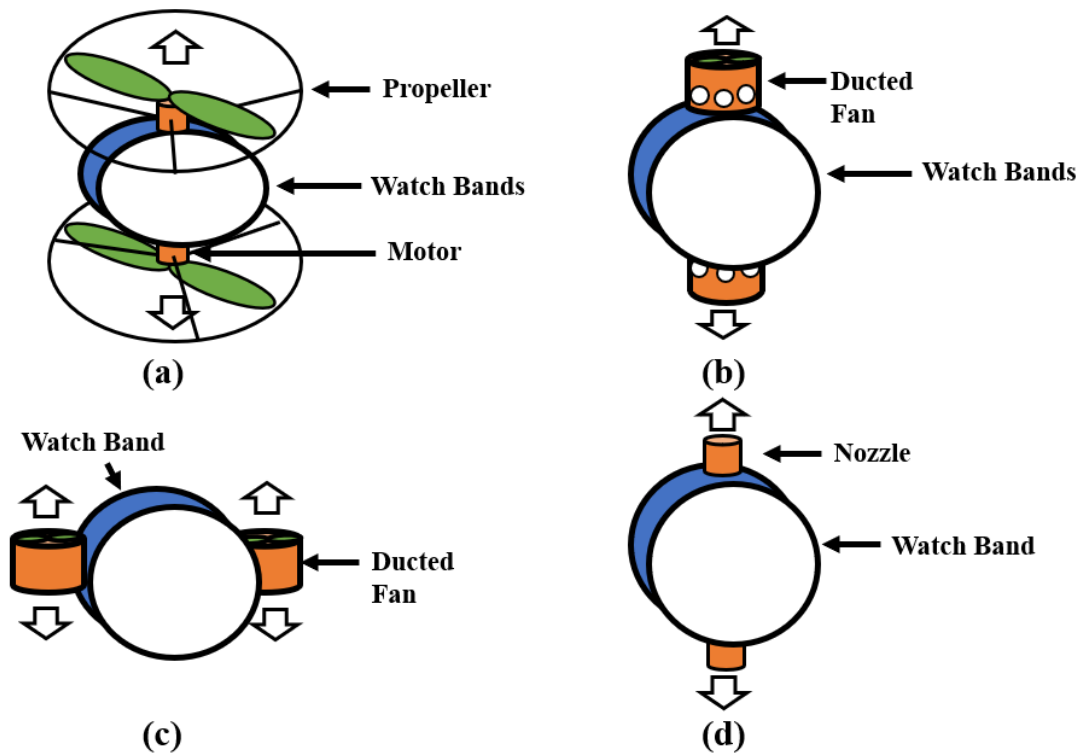 Propeller
Watch Bands
Motor
(a)
Ducted
Fan
Watch Bands
(b)
Watch Band
Ducted
Fan
(c)
Nozzle
Watch Band
(d)